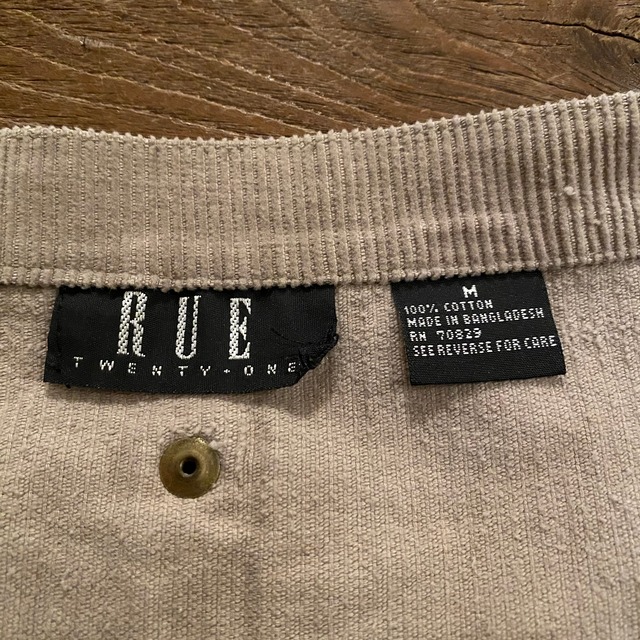 RUE
TWENTY-ONE
M
100% COTTON
MADE IN BANGLADESH
RN 70829
SEE REVERSE FOR CARE